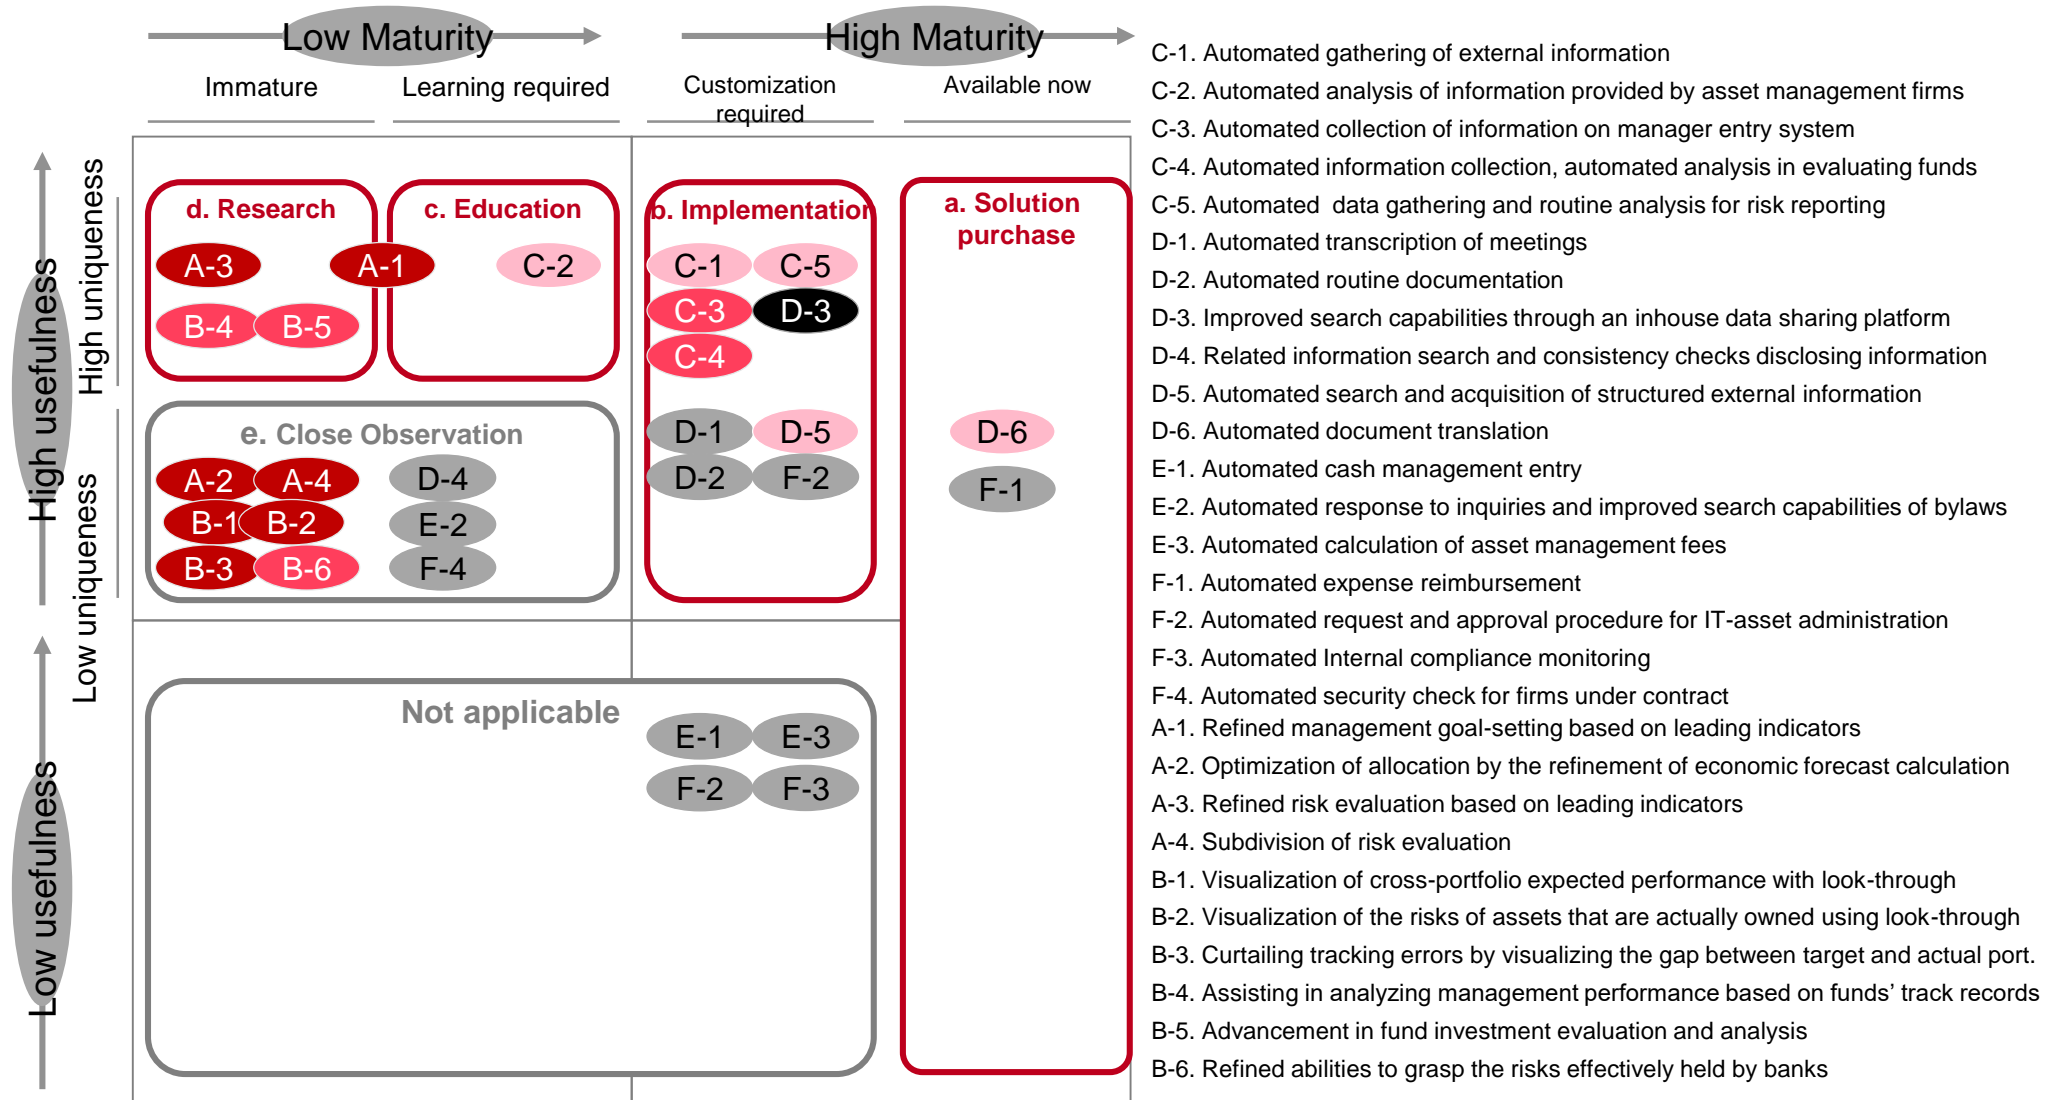 Low Maturity
High Maturity
Immature
Learning required
Customization
required
Available now
High usefulness
High uniqueness
Low uniqueness
Low usefulness
d. Research
c. Education
b. Implementation
a. Solution
purchase
A-3
A-1
C-2
B-4
B-5
C-1
C-5
C-3
D-3
C-4
e. Close Observation
A-2
A-4
D-4
B-1
B-2
E-2
B-3
B-6
F-4
D-1
D-5
D-2
F-2
D-6
F-1
Not applicable
E-1
E-3
F-2
F-3
C-1. Automated gathering of external information
C-2. Automated analysis of information provided by asset management firms
C-3. Automated collection of information on manager entry system
C-4. Automated information collection, automated analysis in evaluating funds
C-5. Automated  data gathering and routine analysis for risk reporting
D-1. Automated transcription of meetings
D-2. Automated routine documentation
D-3. Improved search capabilities through an inhouse data sharing platform
D-4. Related information search and consistency checks disclosing information
D-5. Automated search and acquisition of structured external information
D-6. Automated document translation
E-1. Automated cash management entry
E-2. Automated response to inquiries and improved search capabilities of bylaws
E-3. Automated calculation of asset management fees
F-1. Automated expense reimbursement
F-2. Automated request and approval procedure for IT-asset administration
F-3. Automated Internal compliance monitoring
F-4. Automated security check for firms under contract
A-1. Refined management goal-setting based on leading indicators
A-2. Optimization of allocation by the refinement of economic forecast calculation
A-3. Refined risk evaluation based on leading indicators
A-4. Subdivision of risk evaluation
B-1. Visualization of cross-portfolio expected performance with look-through
B-2. Visualization of the risks of assets that are actually owned using look-through
B-3. Curtailing tracking errors by visualizing the gap between target and actual port.
B-4. Assisting in analyzing management performance based on funds’ track records
B-5. Advancement in fund investment evaluation and analysis
B-6. Refined abilities to grasp the risks effectively held by banks